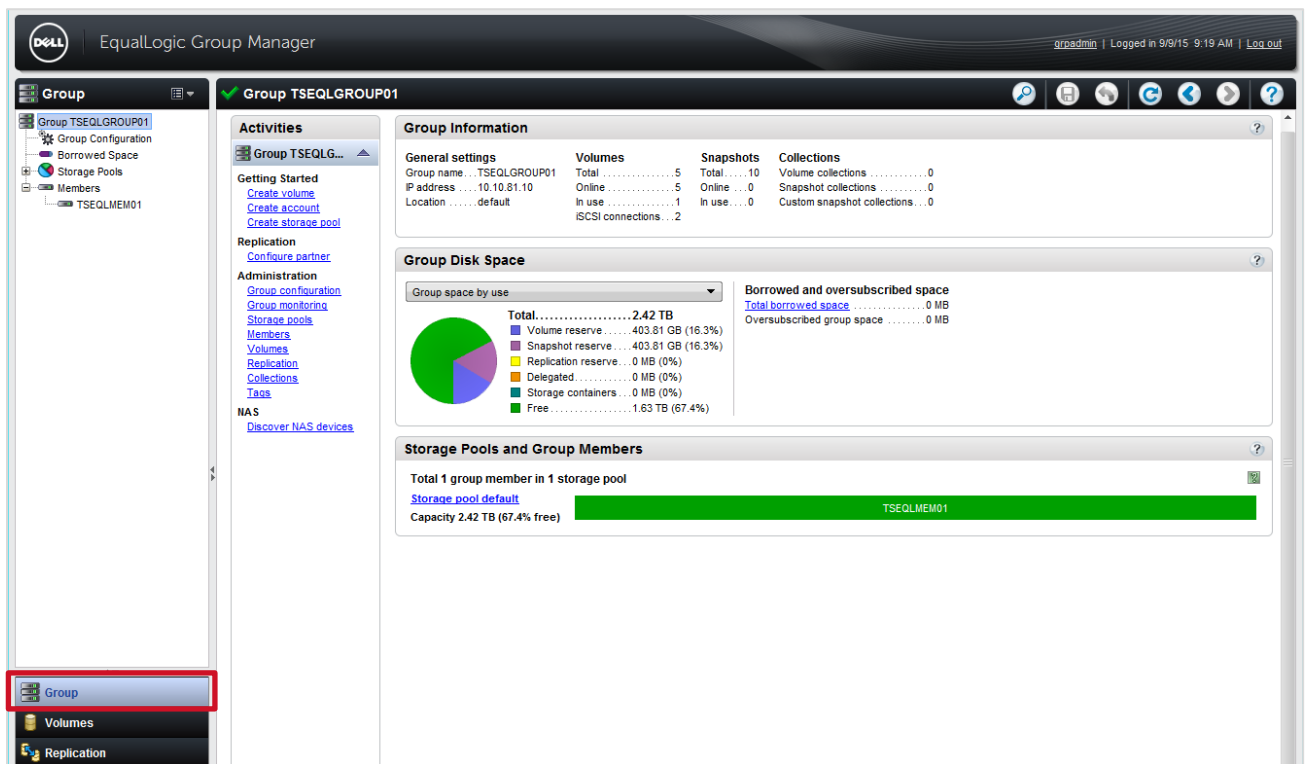 DELL
EqualLogic Group Manager
grpadmin | Logged in 9/9/15 9:19 AM | Log out
Group
Group TSEQLGROUP01
Group Configuration
Borrowed Space
Storage Pools
Members
TSEQLMEM01
Group
Volumes
Replication
Group TSEQLGROUP01
Activities
Group TSEQLG...
Getting Started
Create volume
Create account
Create storage pool
Replication
Configure partner
Administration
Group configuration
Group monitoring
Storage pools
Members
Volumes
Replication
Collections
Tags
NAS
Discover NAS devices
Group Information
General settings
Group name...TSEQLGROUP01
IP address ....10.10.81.10
Location ......default
Volumes
Total ..............5
Online .............5
In use ..............1
iSCSI connections...2
Snapshots
Total.....10
Online ...0
In use....0
Collections
Volume collections ...........0
Snapshot collections ..........0
Custom snapshot collections...0
Group Disk Space
Group space by use
Total...................2.42 TB
Volume reserve......403.81 GB (16.3%)
Snapshot reserve....403.81 GB (16.3%)
Replication reserve...0 MB (0%)
Delegated...........0 MB (0%)
Storage containers...0 MB (0%)
Free.................1.63 TB (67.4%)
Borrowed and oversubscribed space
Total borrowed space ..............0 MB
Oversubscribed group space ........0 MB
Storage Pools and Group Members
Total 1 group member in 1 storage pool
Storage pool default
Capacity 2.42 TB (67.4% free)
TSEQLMEM01